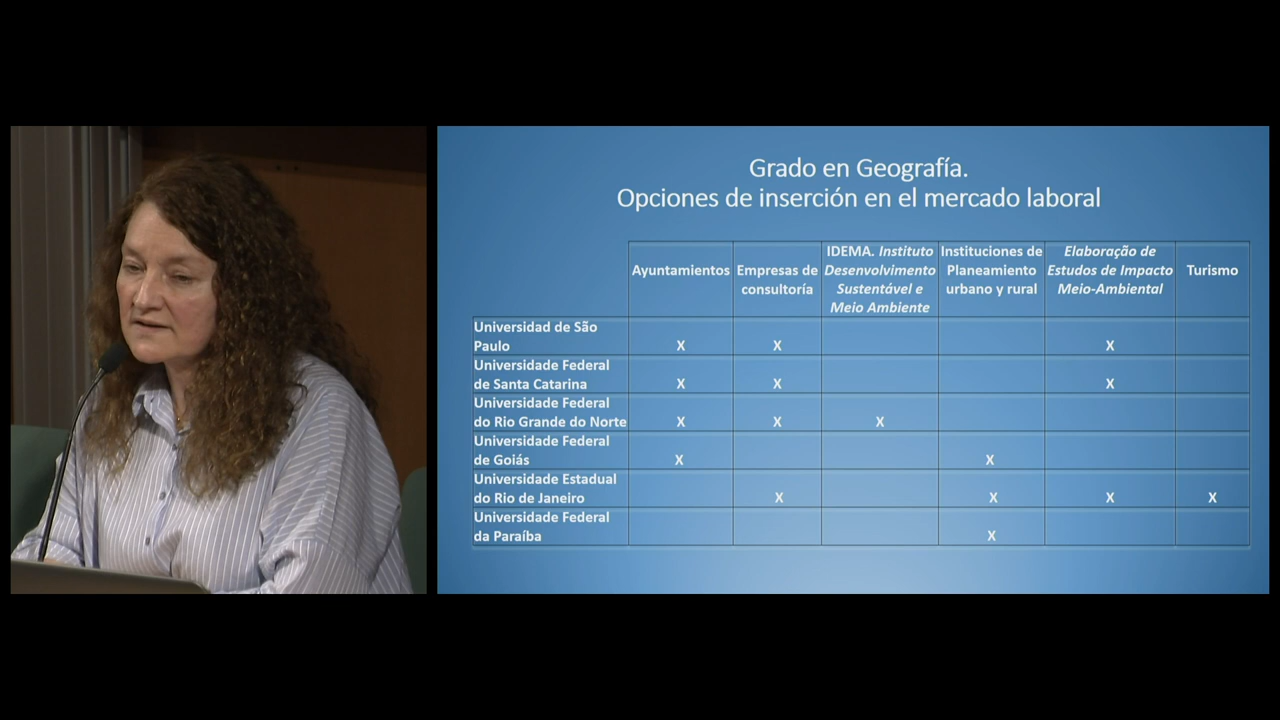 Grado en Geografía.
Opciones de inserción en el mercado laboral
Ayuntamientos
Empresas de
consultoría
IDEMA. Instituto
Desenvolvimento
Sustentável e
Meio Ambiente
Instituciones de
Planeamiento
urbano y rural
Elaboração de
Estudos de Impacto
Meio-Ambiental
Turismo
Universidad de São
Paulo X X X
Universidade Federal
de Santa Catarina X X X
Universidade Federal
do Rio Grande do Norte X X X
Universidade Federal
de Goiás X X
Universidade Estadual
do Rio de Janeiro X X X X
Universidade Federal
da Paraíba X